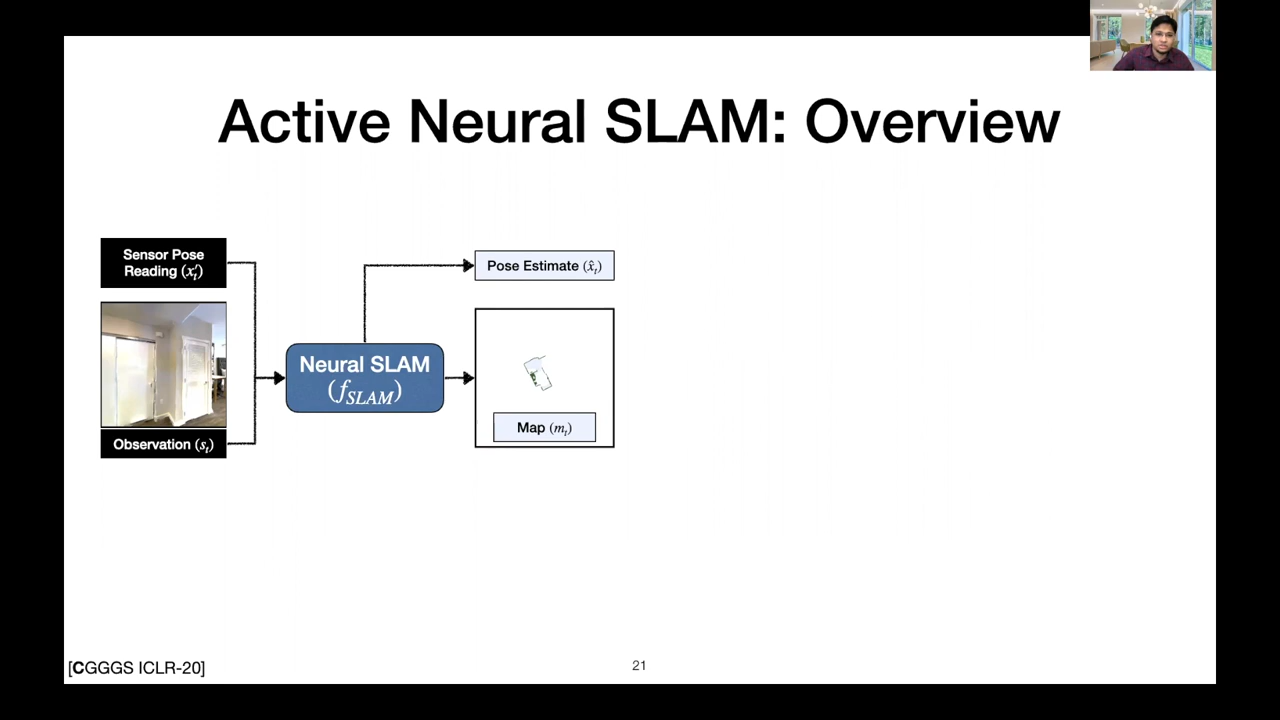 Active Neural SLAM: Overview
Sensor Pose
Reading (x′ₜ)
Observation (sₜ)
Neural SLAM
(f_SLAM)
Pose Estimate (x̂ₜ)
Map (mₜ)
[CGGGS ICLR-20]
21